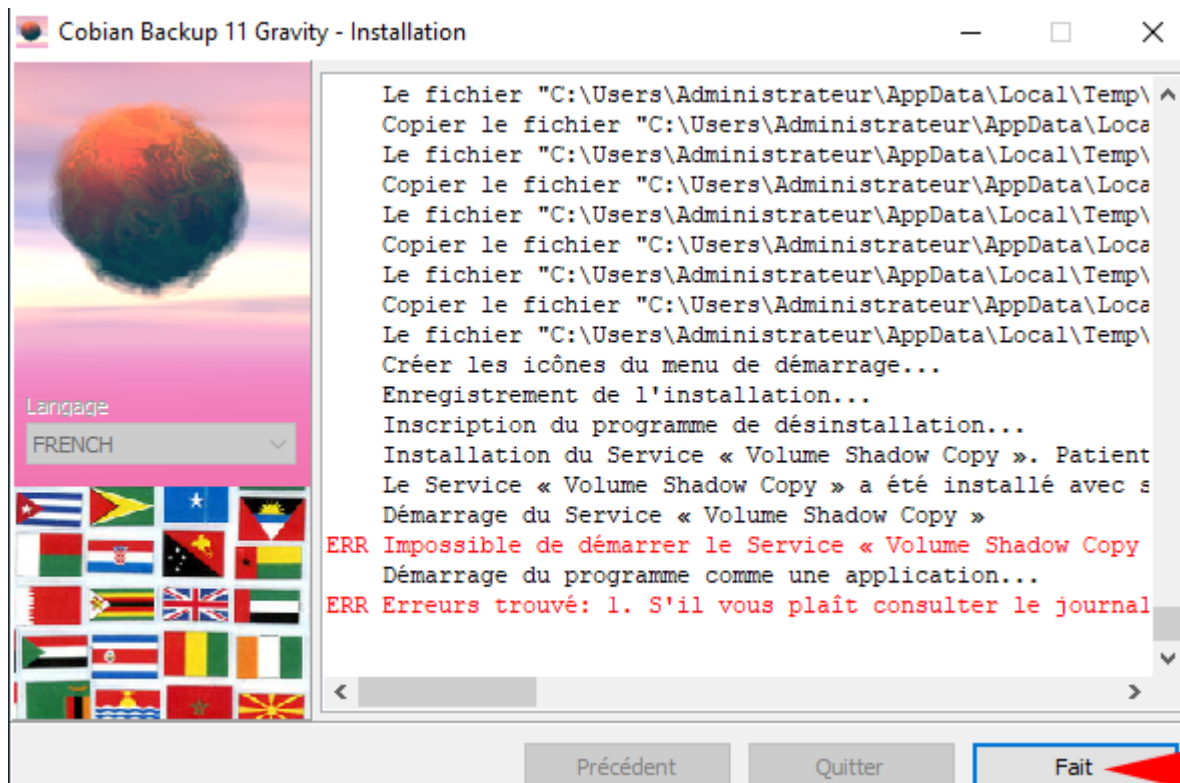 Cobian Backup 11 Gravity - Installation
Le fichier "C:\Users\Administrateur\AppData\Local\Temp\
Copier le fichier "C:\Users\Administrateur\AppData\Loca
Le fichier "C:\Users\Administrateur\AppData\Local\Temp\
Copier le fichier "C:\Users\Administrateur\AppData\Loca
Le fichier "C:\Users\Administrateur\AppData\Local\Temp\
Copier le fichier "C:\Users\Administrateur\AppData\Loca
Le fichier "C:\Users\Administrateur\AppData\Local\Temp\
Copier le fichier "C:\Users\Administrateur\AppData\Loca
Le fichier "C:\Users\Administrateur\AppData\Local\Temp\
Créer les icônes du menu de démarrage...
Enregistrement de l'installation...
Inscription du programme de désinstallation...
Installation du Service « Volume Shadow Copy ». Patient
Le Service « Volume Shadow Copy » a été installé avec s
Démarrage du Service « Volume Shadow Copy »
ERR Impossible de démarrer le Service « Volume Shadow Copy
Démarrage du programme comme une application...
ERR Erreurs trouvé: 1. S'il vous plaît consulter le journal
Langage
FRENCH
Précédent
Quitter
Fait